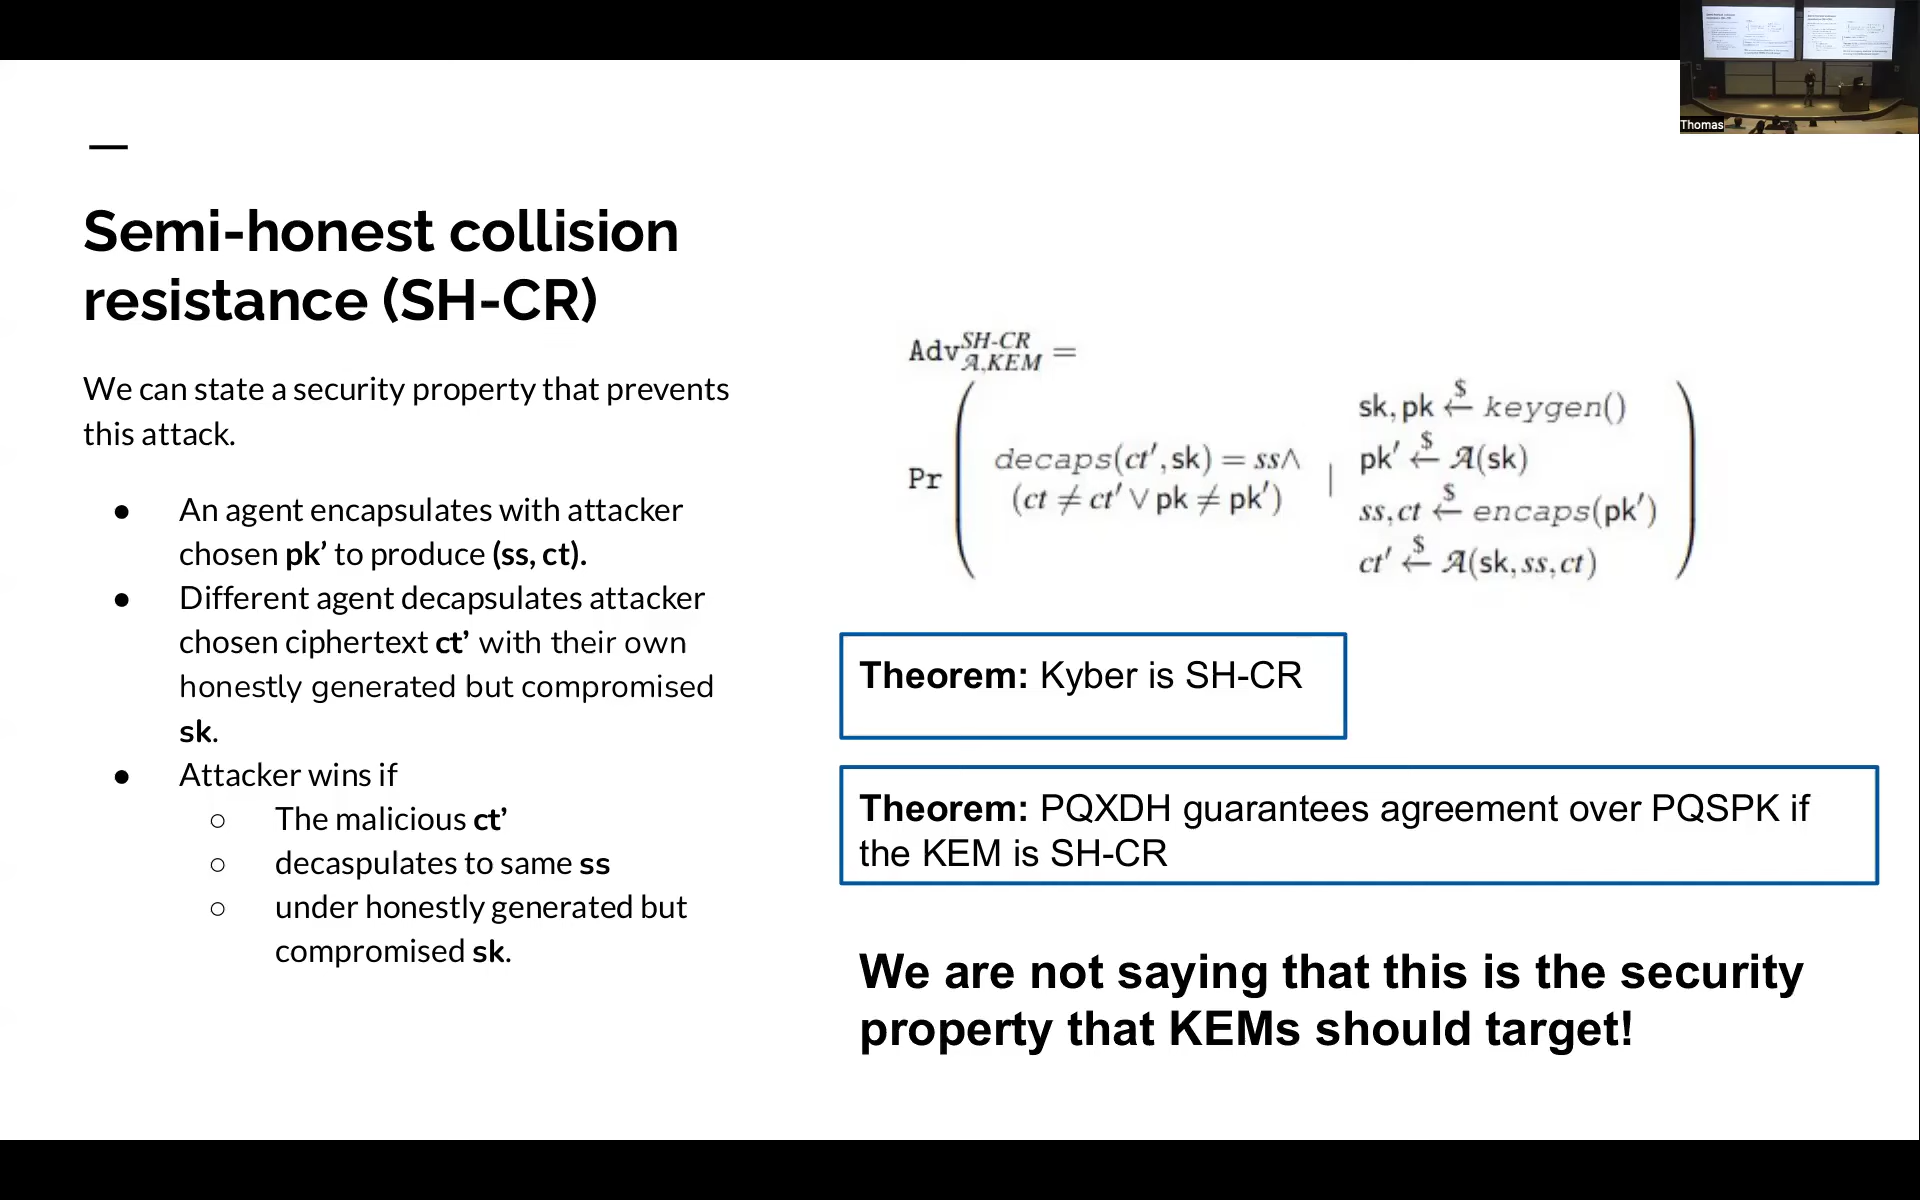 Thomas
—
Semi-honest collision
resistance (SH-CR)
We can state a security property that prevents
this attack.
● An agent encapsulates with attacker
chosen pk’ to produce (ss, ct).
● Different agent decapsulates attacker
chosen ciphertext ct’ with their own
honestly generated but compromised
sk.
● Attacker wins if
○ The malicious ct’
○ decaspulates to same ss
○ under honestly generated but
compromised sk.
Adv^{SH-CR}_{𝒜,KEM} =
Pr ( decaps(ct′,sk) = ss∧ (ct ≠ ct′ ∨ pk ≠ pk′) |
sk, pk ←$ keygen()
pk′ ←$ 𝒜(sk)
ss,ct ←$ encaps(pk′)
ct′ ←$ 𝒜(sk,ss,ct) )
Theorem: Kyber is SH-CR
Theorem: PQXDH guarantees agreement over PQSPK if
the KEM is SH-CR
We are not saying that this is the security
property that KEMs should target!